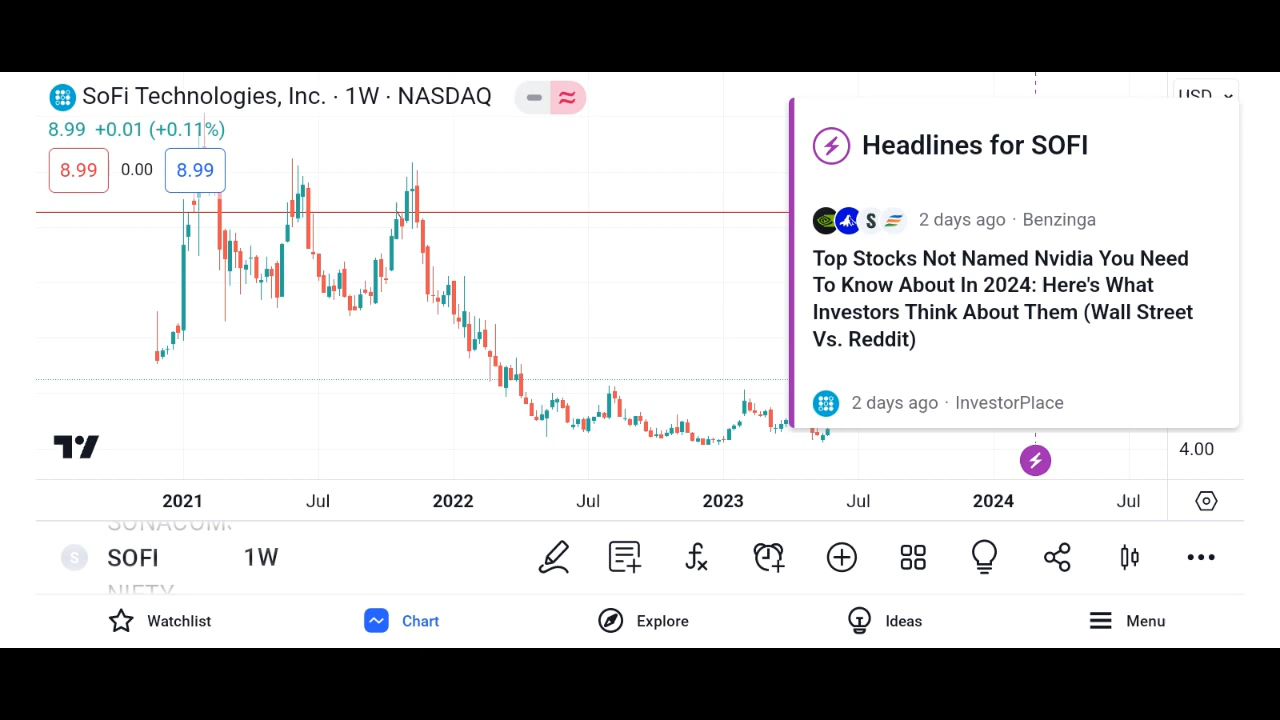 SoFi Technologies, Inc. · 1W · NASDAQ
8.99 +0.01 (+0.11%)
8.99 0.00 8.99
USD
Headlines for SOFI
2 days ago · Benzinga
Top Stocks Not Named Nvidia You Need
To Know About In 2024: Here's What
Investors Think About Them (Wall Street
Vs. Reddit)
2 days ago · InvestorPlace
4.00
2021 Jul 2022 Jul 2023 Jul 2024 Jul
S SOFI 1W
NIFTY
Watchlist Chart Explore Ideas Menu